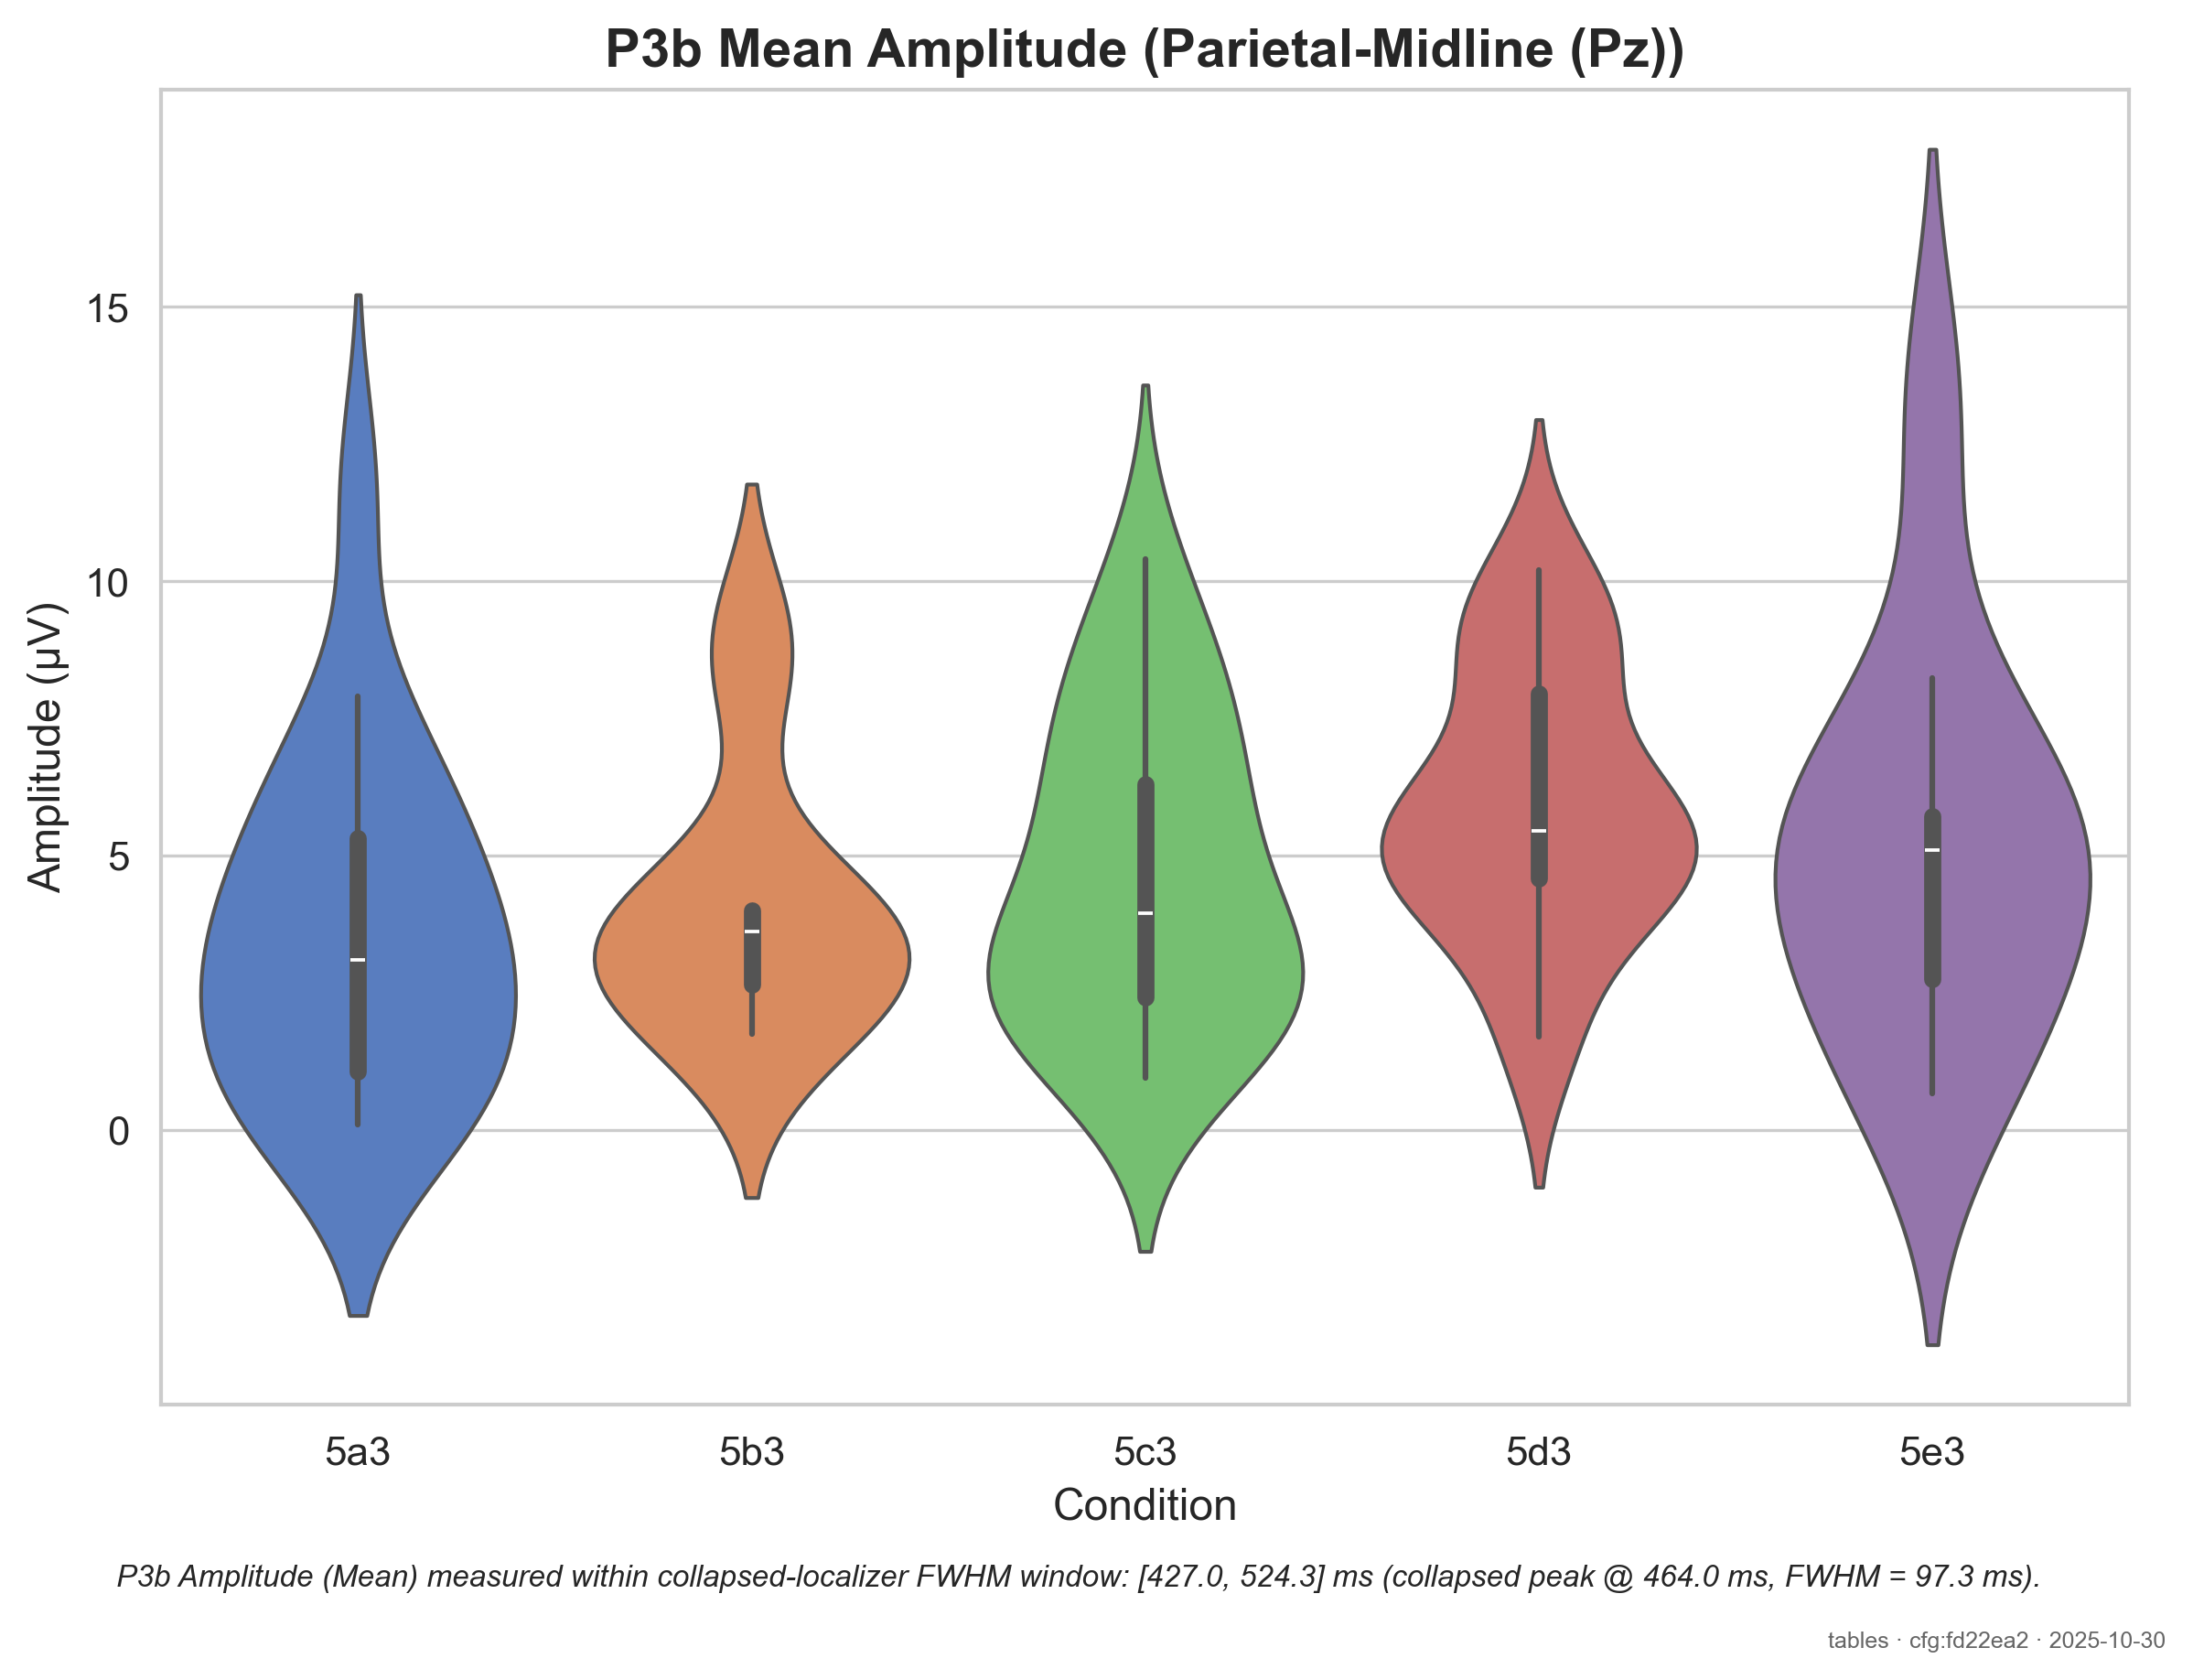 P3b Mean Amplitude (Parietal-Midline (Pz))
Amplitude (µV)
15
10
5
0
5a3 5b3 5c3 5d3 5e3
Condition
P3b Amplitude (Mean) measured within collapsed-localizer FWHM window: [427.0, 524.3] ms (collapsed peak @ 464.0 ms, FWHM = 97.3 ms).
tables · cfg:fd22ea2 · 2025-10-30